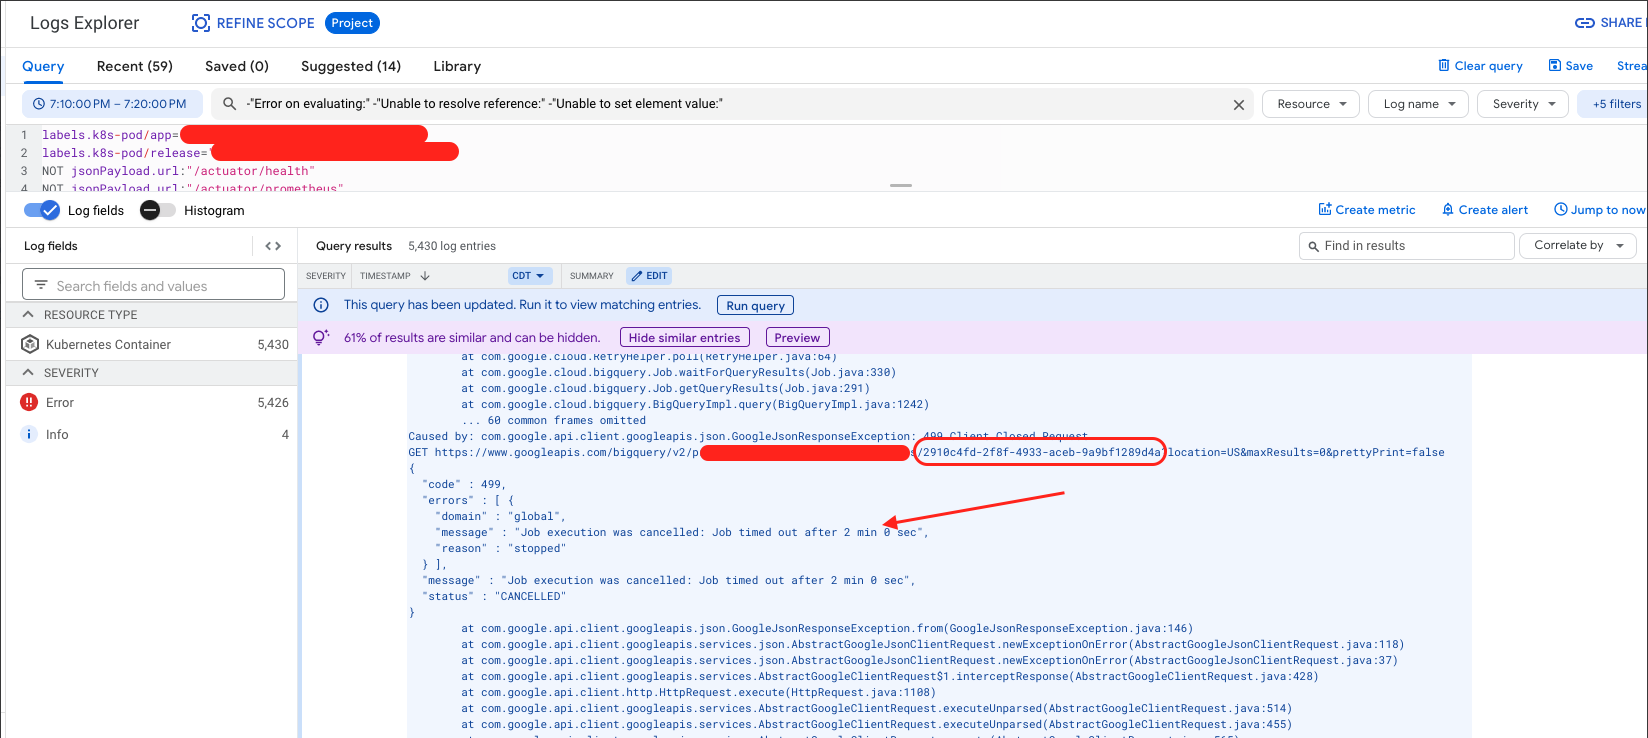 Logs Explorer REFINE SCOPE Project SHARE
Query Recent (59) Saved (0) Suggested (14) Library Clear query Save Strea
7:10:00 PM – 7:20:00 PM -"Error on evaluating:" -"Unable to resolve reference:" -"Unable to set element value:" Resource Log name Severity +5 filters
1 labels.k8s-pod/app=
2 labels.k8s-pod/release="
3 NOT jsonPayload.url:"/actuator/health"
4 NOT jsonPayload.url:"/actuator/prometheus"
Log fields Histogram Create metric Create alert Jump to now
Log fields Query results 5,430 log entries Find in results Correlate by
SEVERITY TIMESTAMP CDT SUMMARY EDIT
Search fields and values
This query has been updated. Run it to view matching entries. Run query
RESOURCE TYPE
61% of results are similar and can be hidden. Hide similar entries Preview
Kubernetes Container 5,430
SEVERITY
Error 5,426
Info 4
at com.google.cloud.RetryHelper.poll(RetryHelper.java:64)
at com.google.cloud.bigquery.Job.waitForQueryResults(Job.java:330)
at com.google.cloud.bigquery.Job.getQueryResults(Job.java:291)
at com.google.cloud.bigquery.BigQueryImpl.query(BigQueryImpl.java:1242)
... 60 common frames omitted
Caused by: com.google.api.client.googleapis.json.GoogleJsonResponseException: 499 Client Closed Request
GET https://www.googleapis.com/bigquery/v2/p s/2910c4fd-2f8f-4933-aceb-9a9bf1289d4a?location=US&maxResults=0&prettyPrint=false
{
"code" : 499,
"errors" : [ {
"domain" : "global",
"message" : "Job execution was cancelled: Job timed out after 2 min 0 sec",
"reason" : "stopped"
} ],
"message" : "Job execution was cancelled: Job timed out after 2 min 0 sec",
"status" : "CANCELLED"
}
at com.google.api.client.googleapis.json.GoogleJsonResponseException.from(GoogleJsonResponseException.java:146)
at com.google.api.client.googleapis.services.json.AbstractGoogleJsonClientRequest.newExceptionOnError(AbstractGoogleJsonClientRequest.java:118)
at com.google.api.client.googleapis.services.json.AbstractGoogleJsonClientRequest.newExceptionOnError(AbstractGoogleJsonClientRequest.java:37)
at com.google.api.client.googleapis.services.AbstractGoogleClientRequest$1.interceptResponse(AbstractGoogleClientRequest.java:428)
at com.google.api.client.http.HttpRequest.execute(HttpRequest.java:1108)
at com.google.api.client.googleapis.services.AbstractGoogleClientRequest.executeUnparsed(AbstractGoogleClientRequest.java:514)
at com.google.api.client.googleapis.services.AbstractGoogleClientRequest.executeUnparsed(AbstractGoogleClientRequest.java:455)